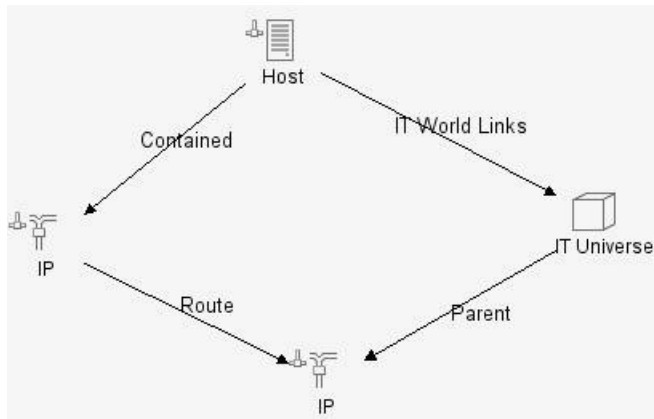 Host
IT World Links
Contained
IT Universe
IP
Route
Parent
IP